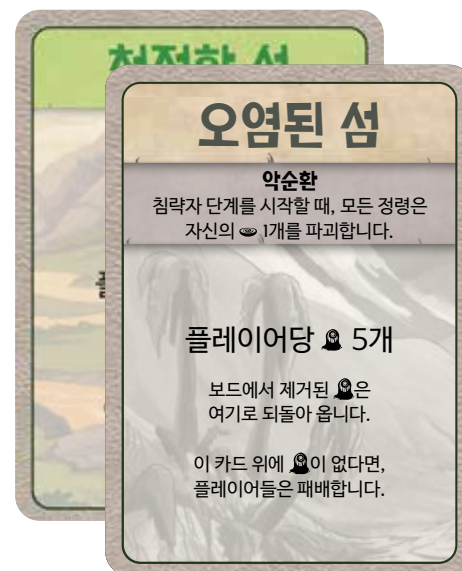 오염된 섬
악순환
침략자 단계를 시작할 때, 모든 정령은
자신의 1개를 파괴합니다.
플레이어당 5개
보드에서 제거된 은
여기로 되돌아 옵니다.
이 카드 위에 이 없다면,
플레이어들은 패배합니다.